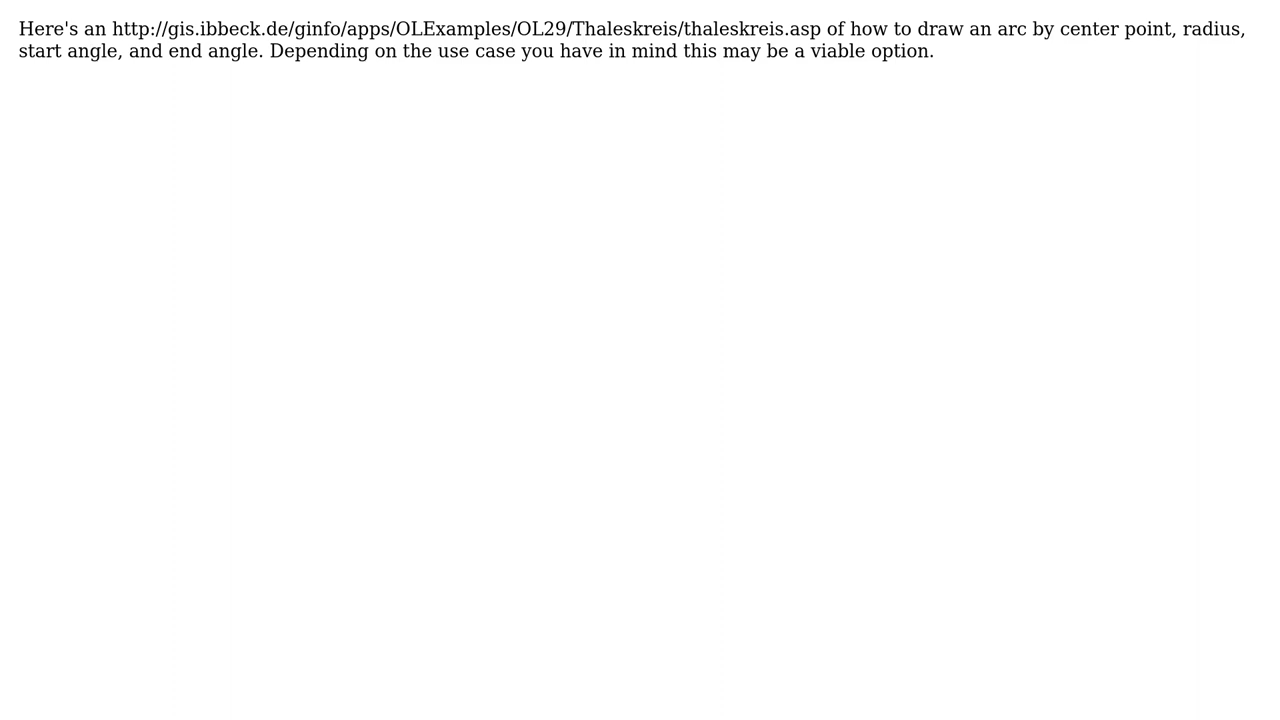 Here's an http://gis.ibbeck.de/ginfo/apps/OLExamples/OL29/Thaleskreis/thaleskreis.asp of how to draw an arc by center point, radius,
start angle, and end angle. Depending on the use case you have in mind this may be a viable option.